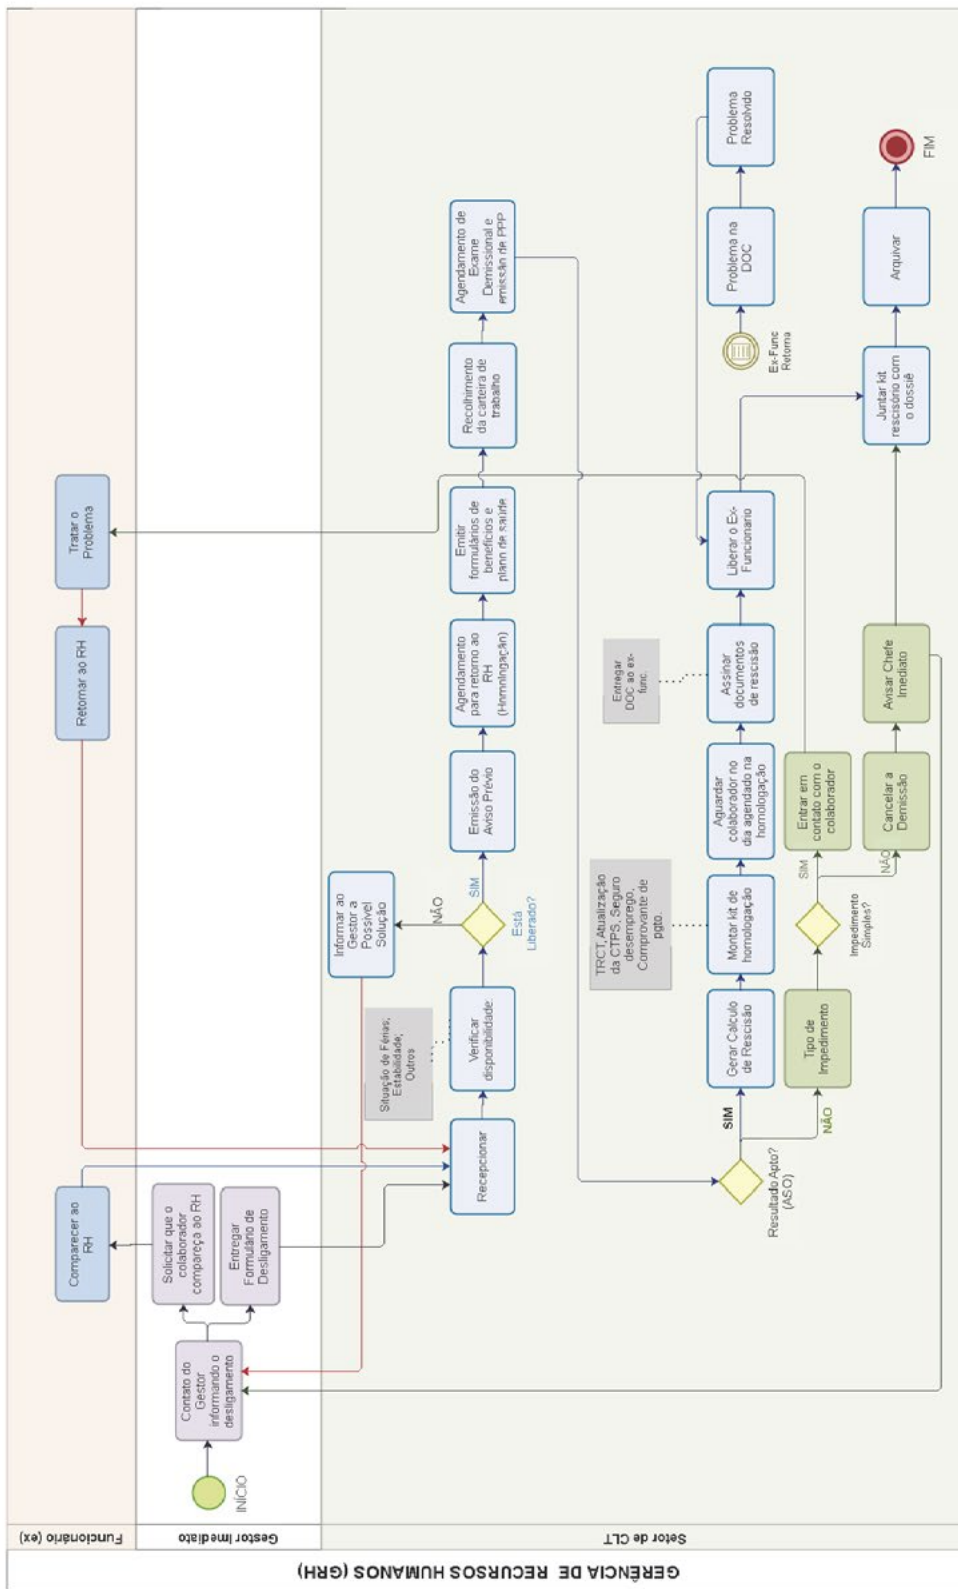 GERÊNCIA DE RECURSOS HUMANOS (GRH)
Funcionário (ex)
Gestor Imediato
Setor de CLT
Comparecer ao
RH
Retornar ao RH
Tratar o
Problema
INÍCIO
Contato do
Gestor
informando o
desligamento
Solicitar que o
colaborador
compareça ao RH
Entregar
Formulário de
Desligamento
Informar ao
Gestor a
Possível
Solução
Situação de Férias;
Estabilidade;
Outros
Recepcionar
Verificar
disponibilidade.
NÃO
SIM
Está
Liberado?
Emissão do
Aviso Prévio
Agendamento
para retorno ao
RH
Emitir
formulários de
benefícios e
plano de saúde
Recolhimento
da carteira de
trabalho
Agendamento de
Exame
Demissional e
emissão de PPP
TRCT, Atualização
da CTPS, Seguro
desemprego,
Comprovante de
pgto.
Entregar
DOC ao ex-
func.
Resultado Apto?
(ASO)
SIM
NÃO
Gerar Calculo
de Rescisão
Montar kit de
homologação
Aguardar
colaborador no
dia agendado na
homologação
Assinar
documentos
de rescisão
Liberar o Ex-
Funcionario
Ex-Func
Retorna
Problema na
DOC
Problema
Resolvido
Tipo de
Impedimento
Impedimento
Simples?
SIM
NÃO
Entrar em
contato com o
colaborador
Cancelar a
Demissão
Avisar Chefe
Imediato
Juntar kit
rescisório com
o dossiê
Arquivar
FIM